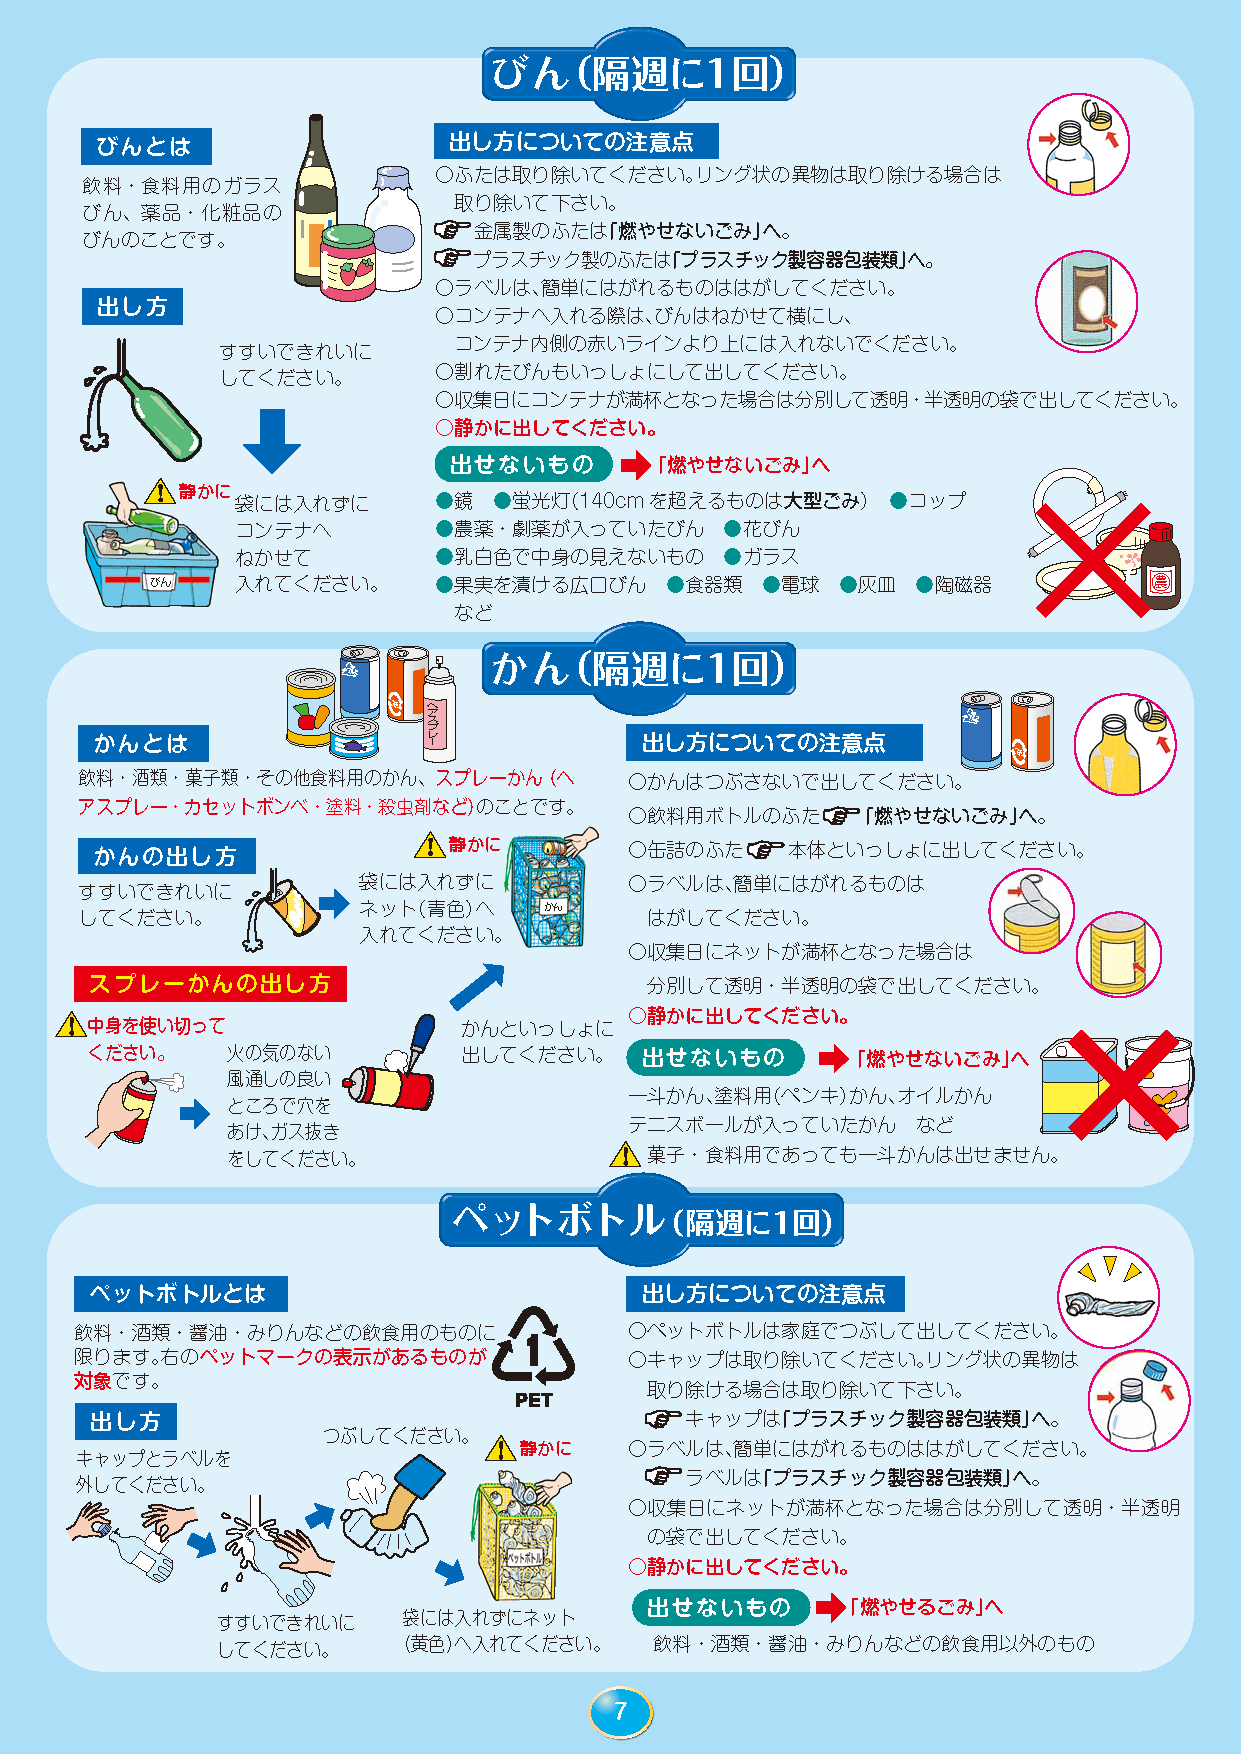 びん（隔週に1回）
びんとは
飲料・食料用のガラス
びん、薬品・化粧品の
びんのことです。
出し方
すすいできれいに
してください。
静かに
袋には入れずに
コンテナへ
ねかせて
入れてください。
びん
出し方についての注意点
○ふたは取り除いてください。リング状の異物は取り除ける場合は
取り除いて下さい。
金属製のふたは「燃やせないごみ」へ。
プラスチック製のふたは「プラスチック製容器包装類」へ。
○ラベルは、簡単にはがれるものははがしてください。
○コンテナへ入れる際は、びんはねかせて横にし、
コンテナ内側の赤いラインより上には入れないでください。
○割れたびんもいっしょにして出してください。
○収集日にコンテナが満杯となった場合は分別して透明・半透明の袋で出してください。
○静かに出してください。
出せないもの
「燃やせないごみ」へ
●鏡　●蛍光灯（140cmを超えるものは大型ごみ）　●コップ
●農薬・劇薬が入っていたびん　●花びん
●乳白色で中身の見えないもの　●ガラス
●果実を漬ける広口びん　●食器類　●電球　●灰皿　●陶磁器
など
農
かん（隔週に1回）
ヘアスプレー
かんとは
飲料・酒類・菓子類・その他食料用のかん、スプレーかん（ヘ
アスプレー・カセットボンベ・塗料・殺虫剤など）のことです。
かんの出し方
すすいできれいに
してください。
静かに
袋には入れずに
ネット（青色）へ
入れてください。
かん
スプレーかんの出し方
中身を使い切って
ください。
火の気のない
風通しの良い
ところで穴を
あけ、ガス抜き
をしてください。
かんといっしょに
出してください。
出し方についての注意点
○かんはつぶさないで出してください。
○飲料用ボトルのふた「燃やせないごみ」へ。
○缶詰のふた 本体といっしょに出してください。
○ラベルは、簡単にはがれるものは
はがしてください。
○収集日にネットが満杯となった場合は
分別して透明・半透明の袋で出してください。
○静かに出してください。
出せないもの
「燃やせないごみ」へ
一斗かん、塗料用（ペンキ）かん、オイルかん
テニスボールが入っていたかん　など
菓子・食料用であっても一斗かんは出せません。
ペットボトル（隔週に1回）
ペットボトルとは
飲料・酒類・醤油・みりんなどの飲食用のものに
限ります。右のペットマークの表示があるものが
対象です。
1
PET
出し方
キャップとラベルを
外してください。
つぶしてください。
静かに
ペットボトル
すすいできれいに
してください。
袋には入れずにネット
（黄色）へ入れてください。
出し方についての注意点
○ペットボトルは家庭でつぶして出してください。
○キャップは取り除いてください。リング状の異物は
取り除ける場合は取り除いて下さい。
キャップは「プラスチック製容器包装類」へ。
○ラベルは、簡単にはがれるものははがしてください。
ラベルは「プラスチック製容器包装類」へ。
○収集日にネットが満杯となった場合は分別して透明・半透明
の袋で出してください。
○静かに出してください。
出せないもの
「燃やせるごみ」へ
飲料・酒類・醤油・みりんなどの飲食用以外のもの
7